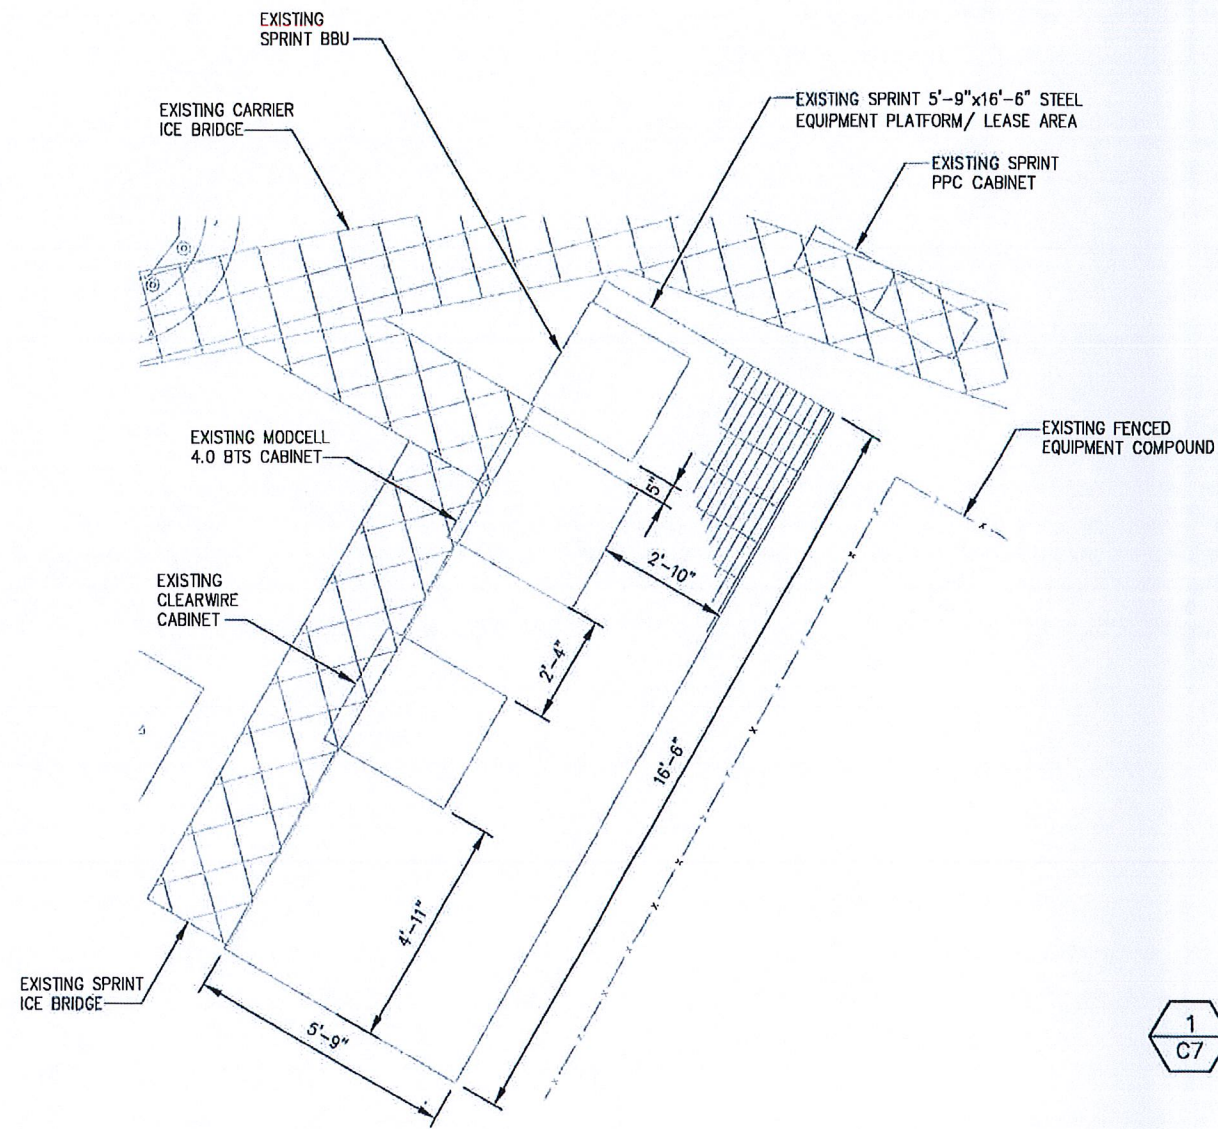 EXISTING
SPRINT BBU
EXISTING CARRIER
ICE BRIDGE
EXISTING SPRINT 5'-9"x16'-6" STEEL
EQUIPMENT PLATFORM/ LEASE AREA
EXISTING SPRINT
PPC CABINET
EXISTING MODCELL
4.0 BTS CABINET
EXISTING FENCED
EQUIPMENT COMPOUND
5"
2'-10"
EXISTING
CLEARWIRE
CABINET
2'-4"
16'-6"
4'-11"
EXISTING SPRINT
ICE BRIDGE
5'-9"
1
C7